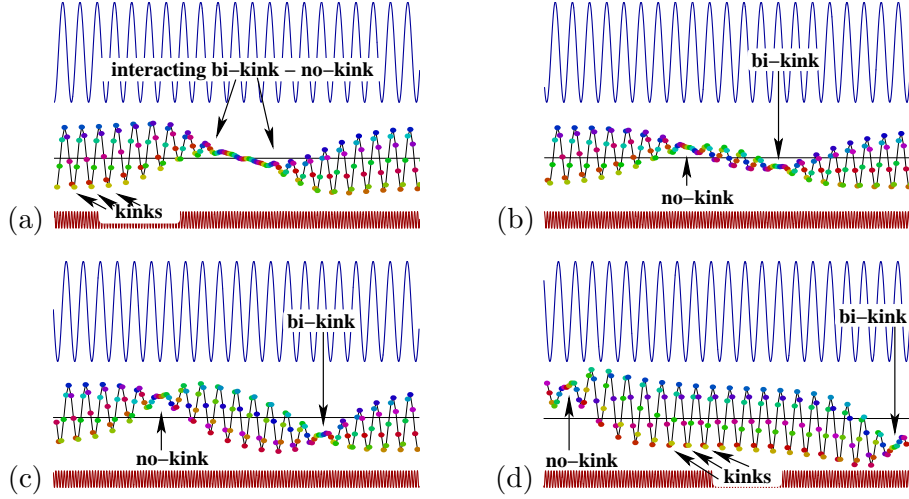 interacting bi–kink – no–kink
kinks
(a)
bi–kink
no–kink
(b)
bi–kink
no–kink
(c)
bi–kink
no–kink
kinks
(d)